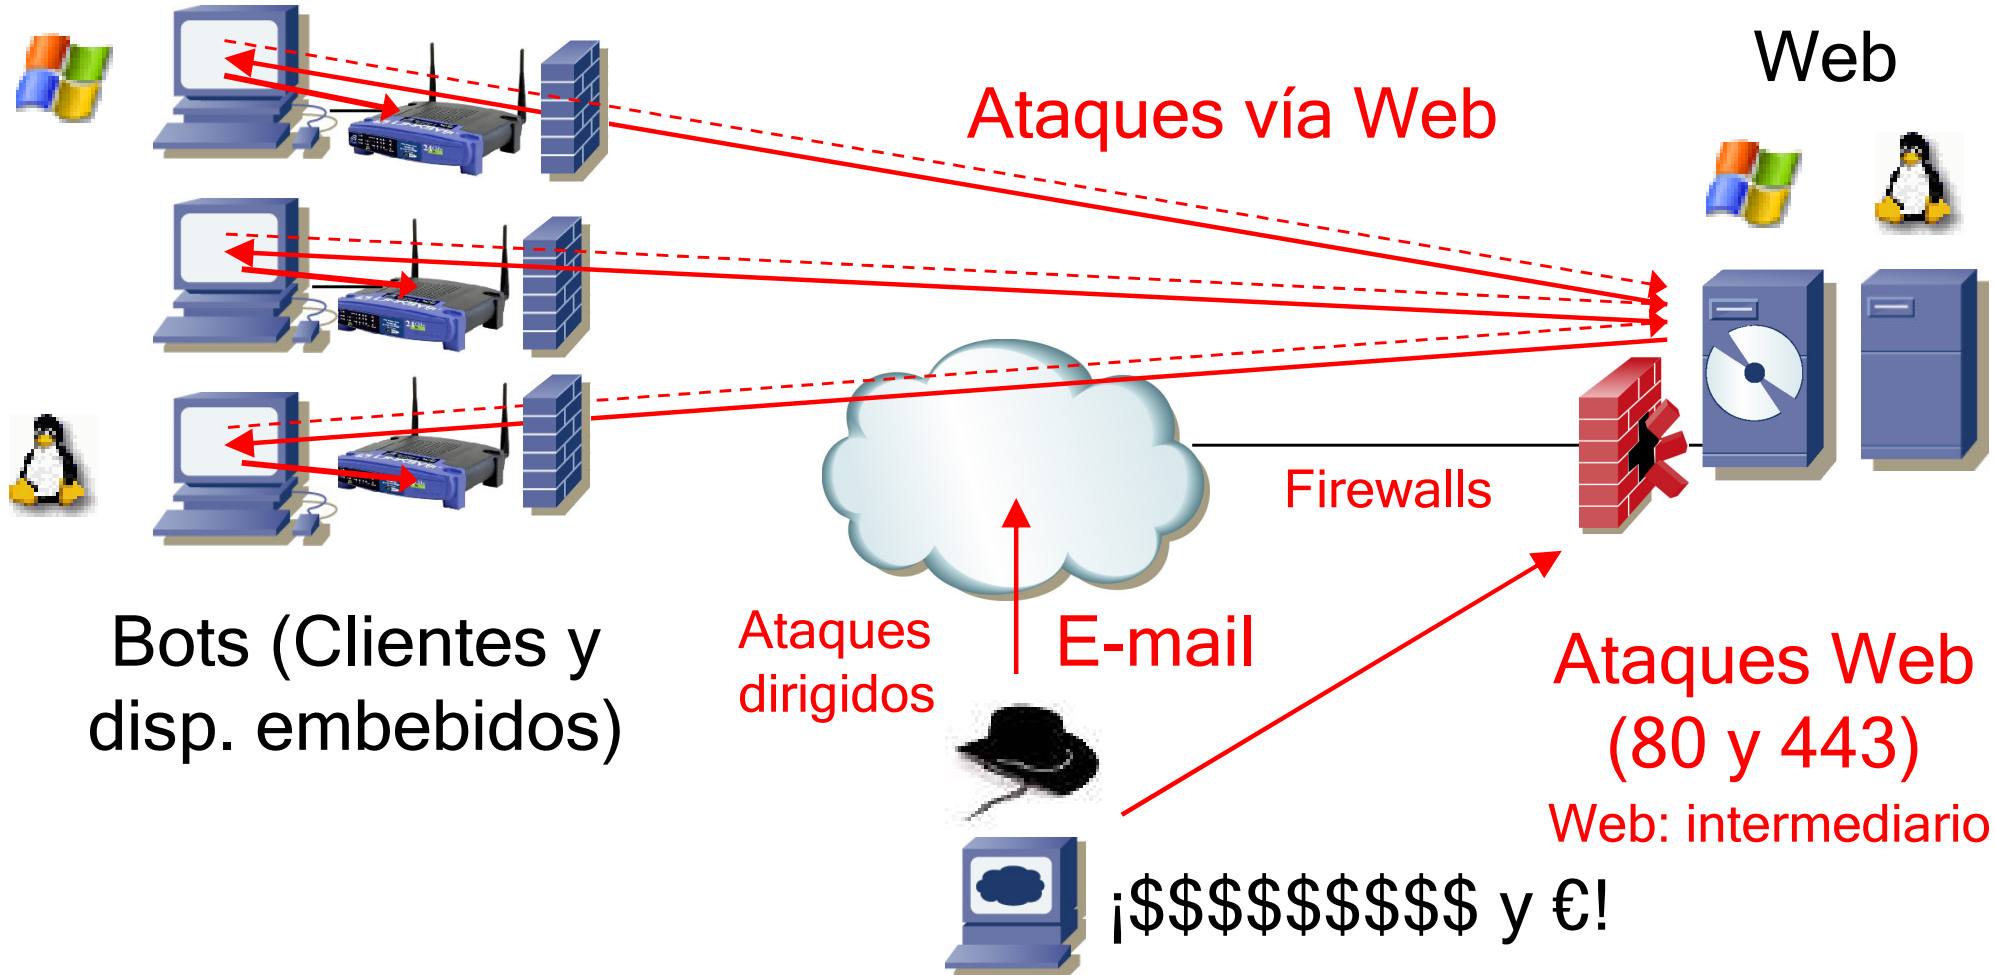 Web
Ataques vía Web
Firewalls
Bots (Clientes y
disp. embebidos)
Ataques
dirigidos
E-mail
Ataques Web
(80 y 443)
Web: intermediario
¡$$$$$$$$$ y €!